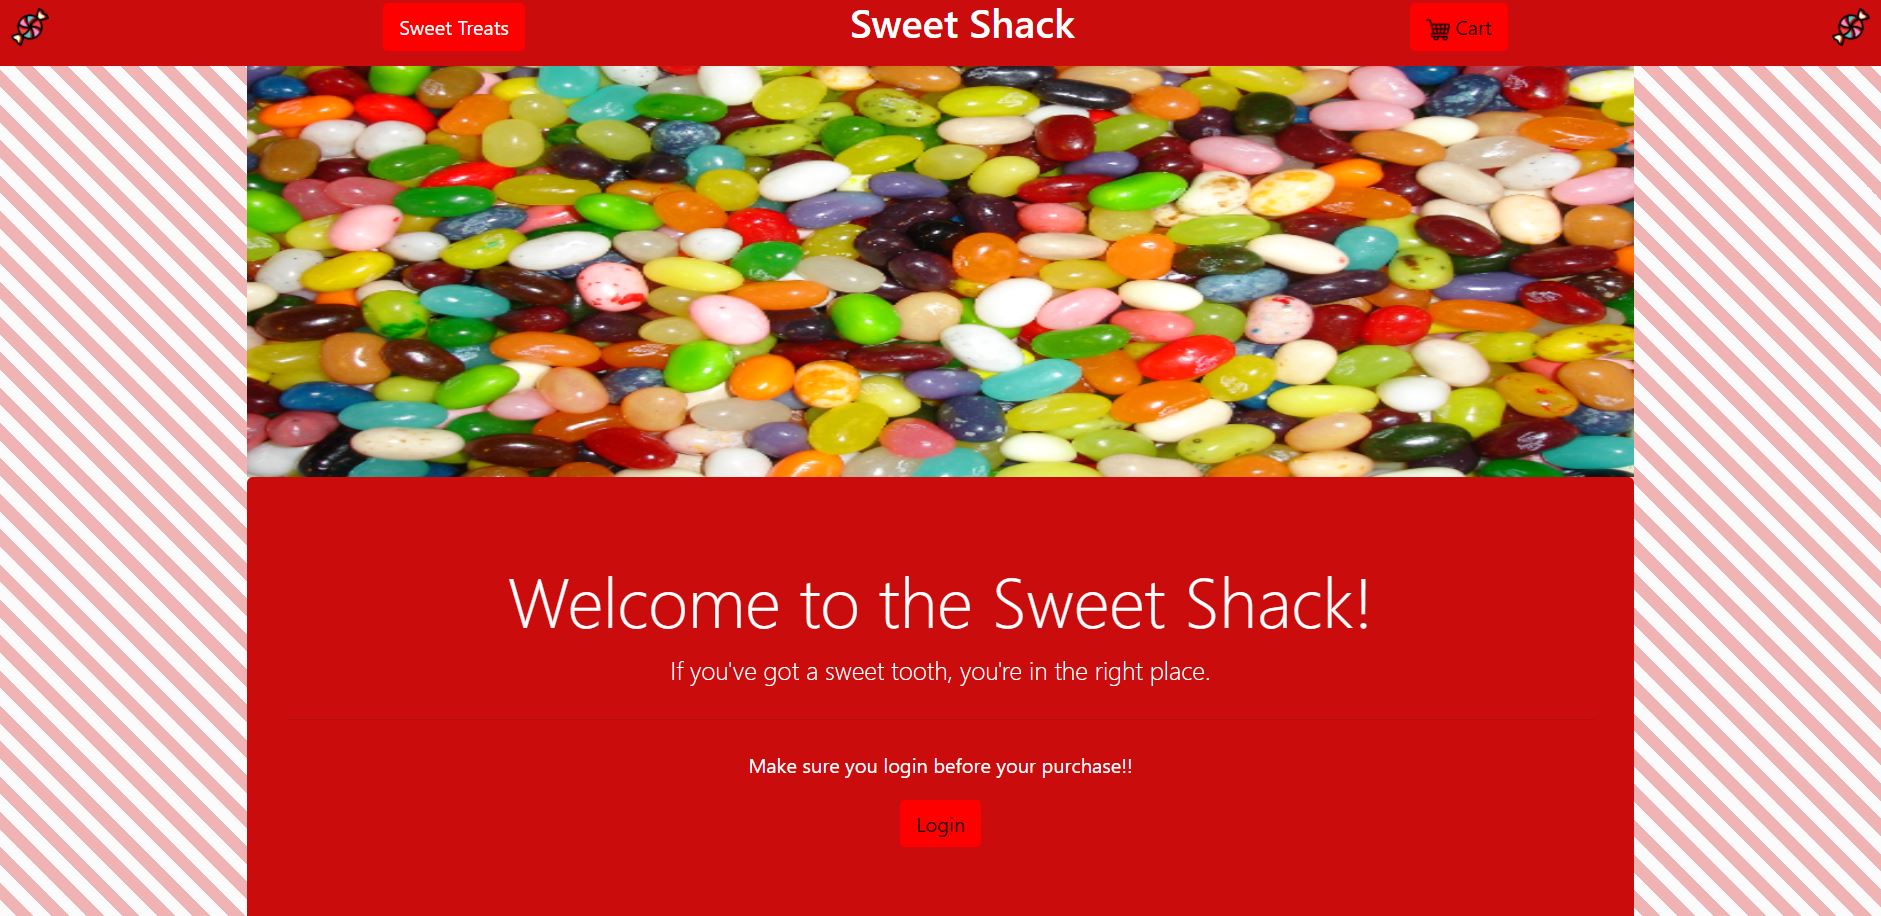 Sweet Treats
Sweet Shack
Cart
Welcome to the Sweet Shack!
If you've got a sweet tooth, you're in the right place.
Make sure you login before your purchase!!
Login